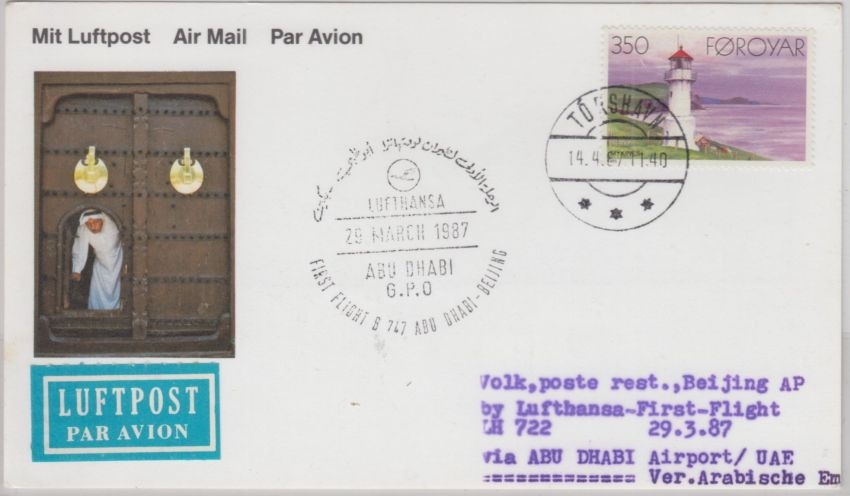 Mit Luftpost Air Mail Par Avion
350 FØROYAR
TÓRSHAVN
14.4.87 11.40
LUFTHANSA
29 MARCH 1987
ABU DHABI
G.P.O
FIRST FLIGHT B 747 ABU DHABI-BEIJING
LUFTPOST
PAR AVION
Volk,poste rest.,Beijing AP
by Lufthansa-First-Flight
LH 722 29.3.87
via ABU DHABI Airport/ UAE
============= Ver.Arabische Em